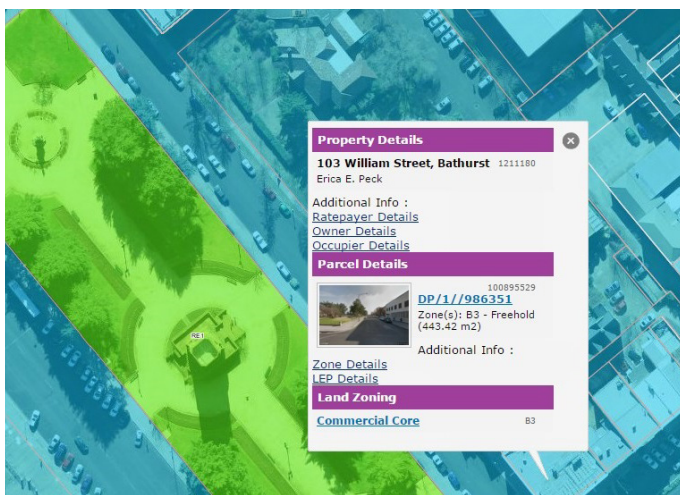 Property Details
103 William Street, Bathurst 1211180
Erica E. Peck
Additional Info :
Ratepayer Details
Owner Details
Occupier Details
Parcel Details
100895529
DP/1//986351
Zone(s): B3 - Freehold
(443.42 m2)
Additional Info :
Zone Details
LEP Details
Land Zoning
Commercial Core B3
RE1